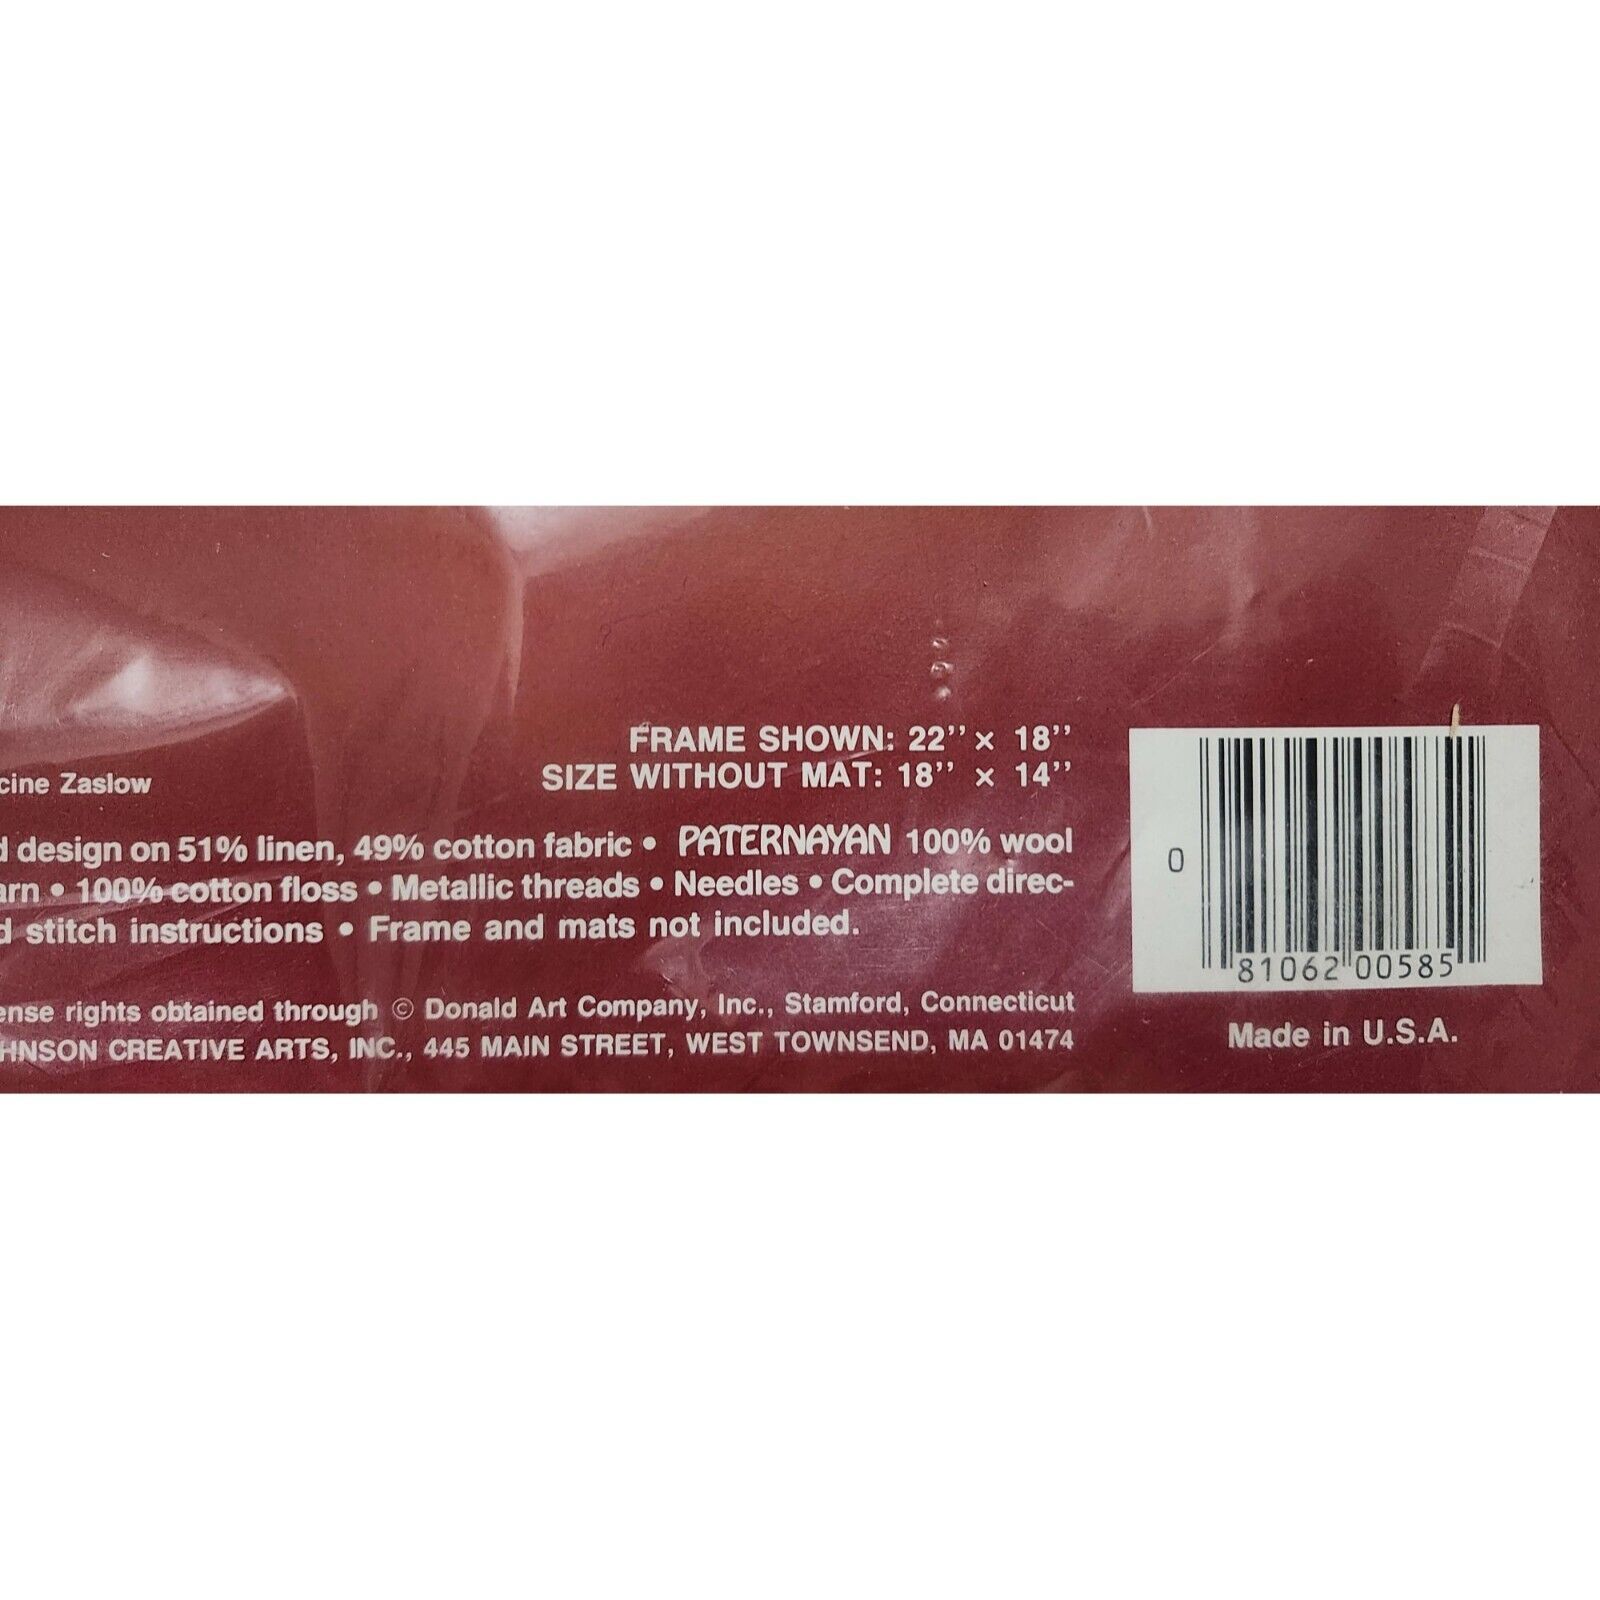 FRAME SHOWN: 22'' x 18''
SIZE WITHOUT MAT: 18'' x 14''
cine Zaslow
d design on 51% linen, 49% cotton fabric • PATERNAYAN 100% wool
arn • 100% cotton floss • Metallic threads • Needles • Complete direc-
d stitch instructions • Frame and mats not included.
ense rights obtained through © Donald Art Company, Inc., Stamford, Connecticut
HNSON CREATIVE ARTS, INC., 445 MAIN STREET, WEST TOWNSEND, MA 01474
0 81062 00585
Made in U.S.A.